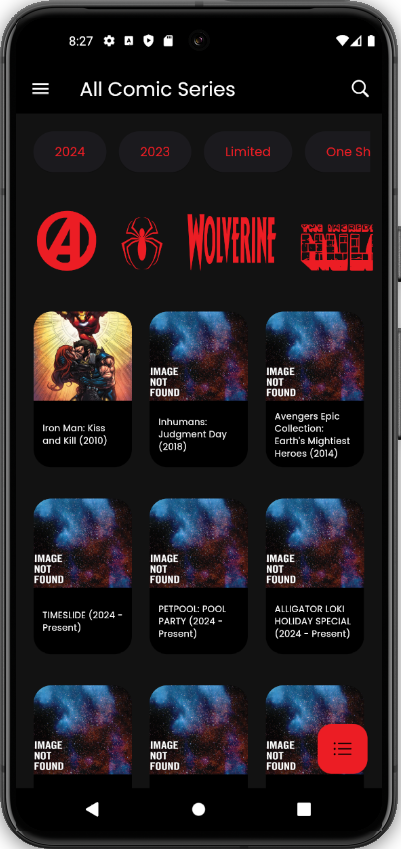 8:27
All Comic Series
2024 2023 Limited One Sh
WOLVERINE THE INCRED
HUL
IMAGE
NOT
FOUND
IMAGE
NOT
FOUND
Iron Man: Kiss
and Kill (2010)
Inhumans:
Judgment Day
(2018)
Avengers Epic
Collection:
Earth's Mightiest
Heroes (2014)
IMAGE
NOT
FOUND
IMAGE
NOT
FOUND
IMAGE
NOT
FOUND
TIMESLIDE (2024 -
Present)
PETPOOL: POOL
PARTY (2024 -
Present)
ALLIGATOR LOKI
HOLIDAY SPECIAL
(2024 - Present)
IMAGE
NOT
FOUND
IMAGE
NOT
FOUND
IMAGE
NOT
FOUND